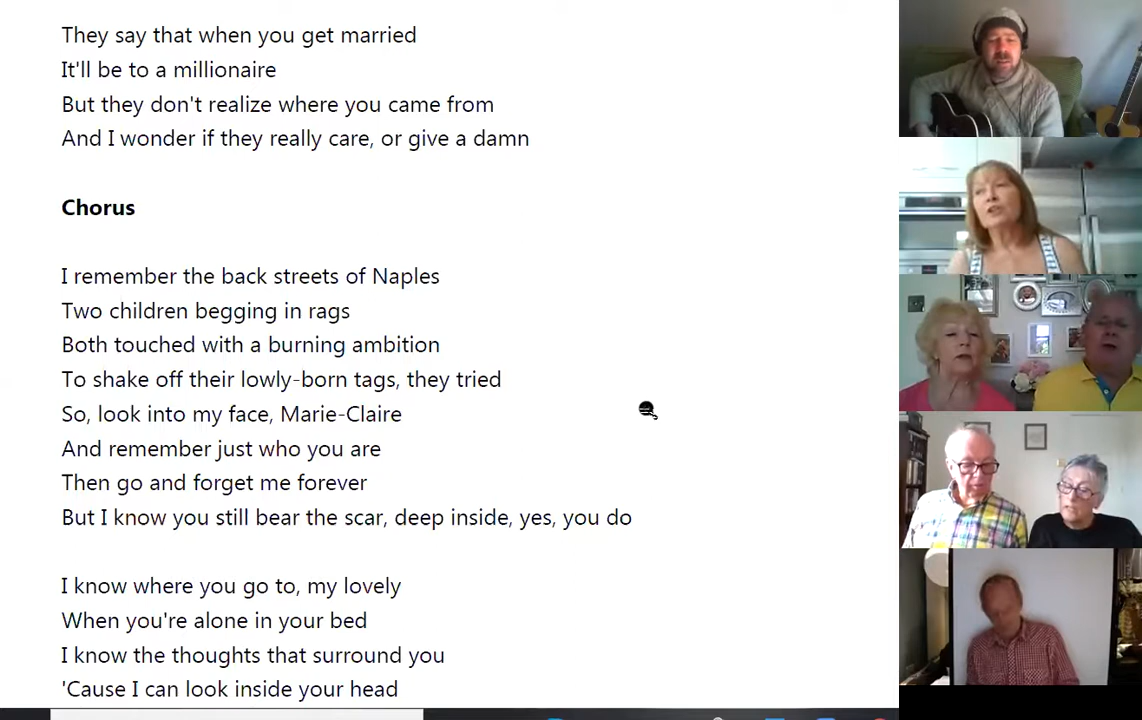 They say that when you get married
It'll be to a millionaire
But they don't realize where you came from
And I wonder if they really care, or give a damn
Chorus
I remember the back streets of Naples
Two children begging in rags
Both touched with a burning ambition
To shake off their lowly-born tags, they tried
So, look into my face, Marie-Claire
And remember just who you are
Then go and forget me forever
But I know you still bear the scar, deep inside, yes, you do
I know where you go to, my lovely
When you're alone in your bed
I know the thoughts that surround you
'Cause I can look inside your head